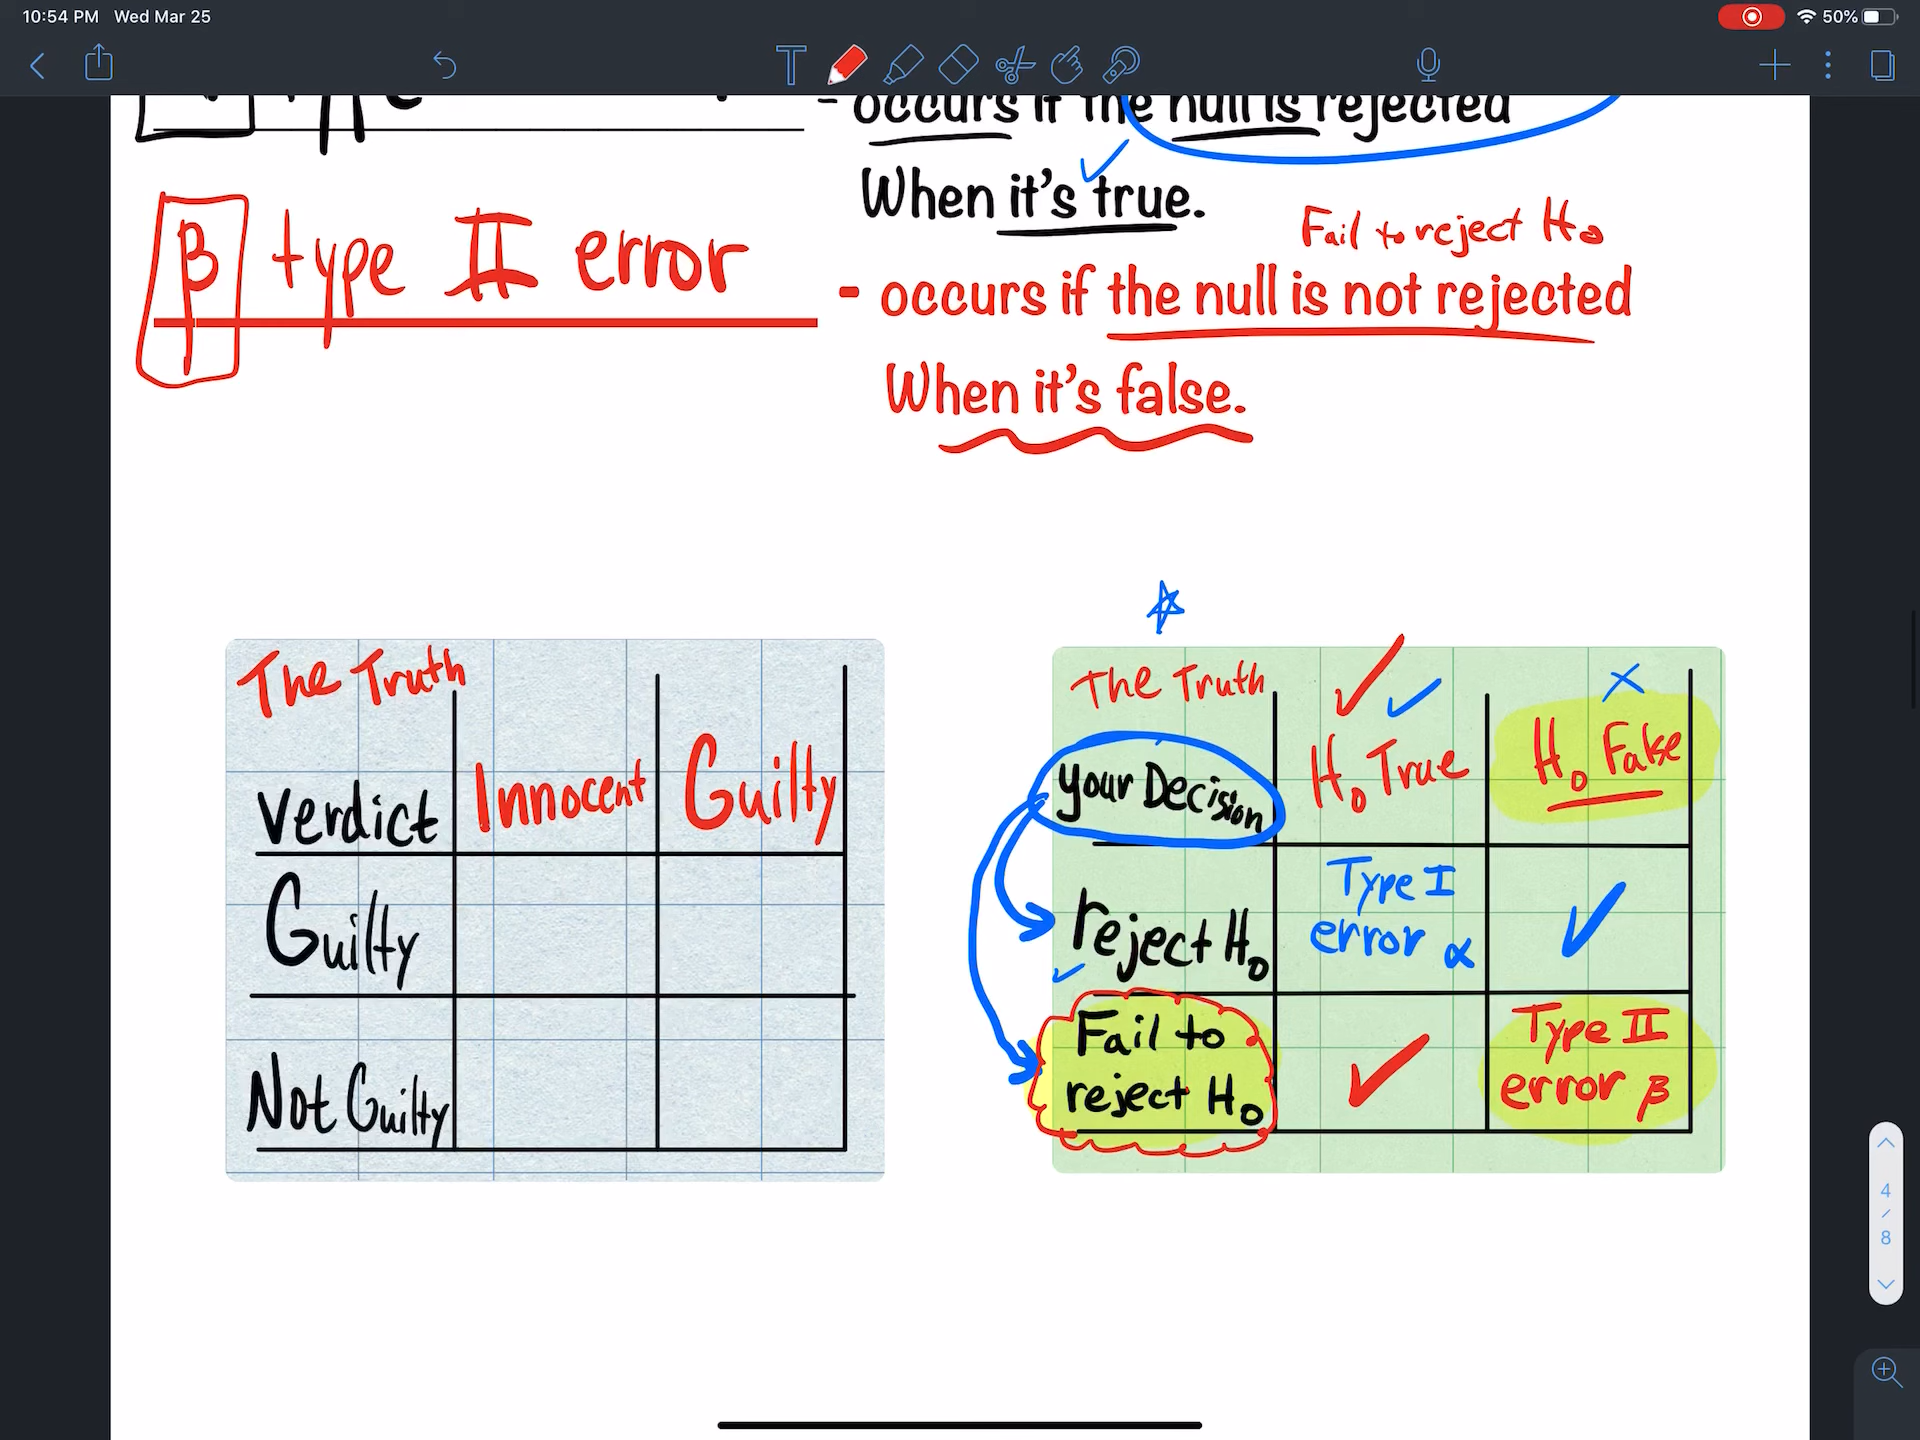 10:54 PM Wed Mar 25
50%
- occurs if the null is rejected
When it's true.
Fail to reject H0
β type II error
- occurs if the null is not rejected
When it's false.
The Truth
Verdict Innocent Guilty
Guilty
Not Guilty
The Truth
your Decision H0 True H0 False
reject H0 Type I error α
Fail to reject H0 Type II error β
4
/
8